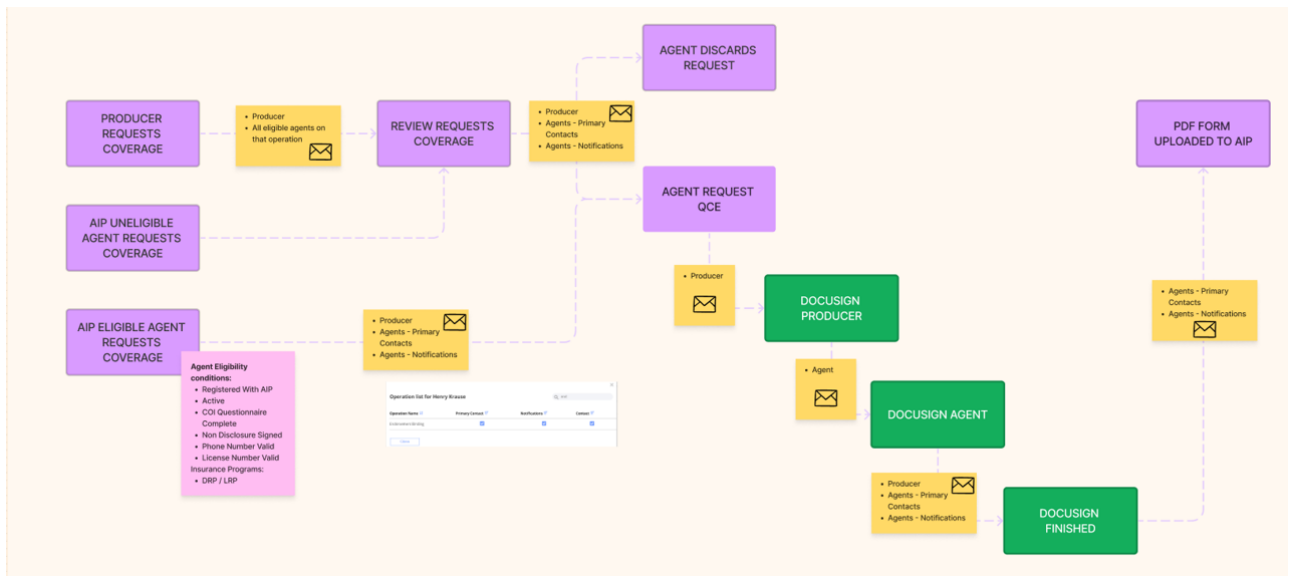 AGENT DISCARDS
REQUEST
PRODUCER
REQUESTS
COVERAGE
• Producer
• All eligible agents on
that operation
REVIEW REQUESTS
COVERAGE
• Producer
• Agents - Primary
Contacts
• Agents - Notifications
PDF FORM
UPLOADED TO AIP
AGENT REQUEST
QCE
AIP UNELIGIBLE
AGENT REQUESTS
COVERAGE
• Producer
DOCUSIGN
PRODUCER
• Agents - Primary
Contacts
• Agents - Notifications
AIP ELIGIBLE AGENT
REQUESTS
COVERAGE
• Producer
• Agents - Primary
Contacts
• Agents - Notifications
Agent Eligibility
conditions:
• Registered With AIP
• Active
• COI Questionnaire
Complete
• Non Disclosure Signed
• Phone Number Valid
• License Number Valid
Insurance Programs:
• DRP / LRP
Operation list for Henry Krause
Operation Name
Primary Contact
Notifications
Contact
• Agent
DOCUSIGN AGENT
• Producer
• Agents - Primary
Contacts
• Agents - Notifications
DOCUSIGN
FINISHED